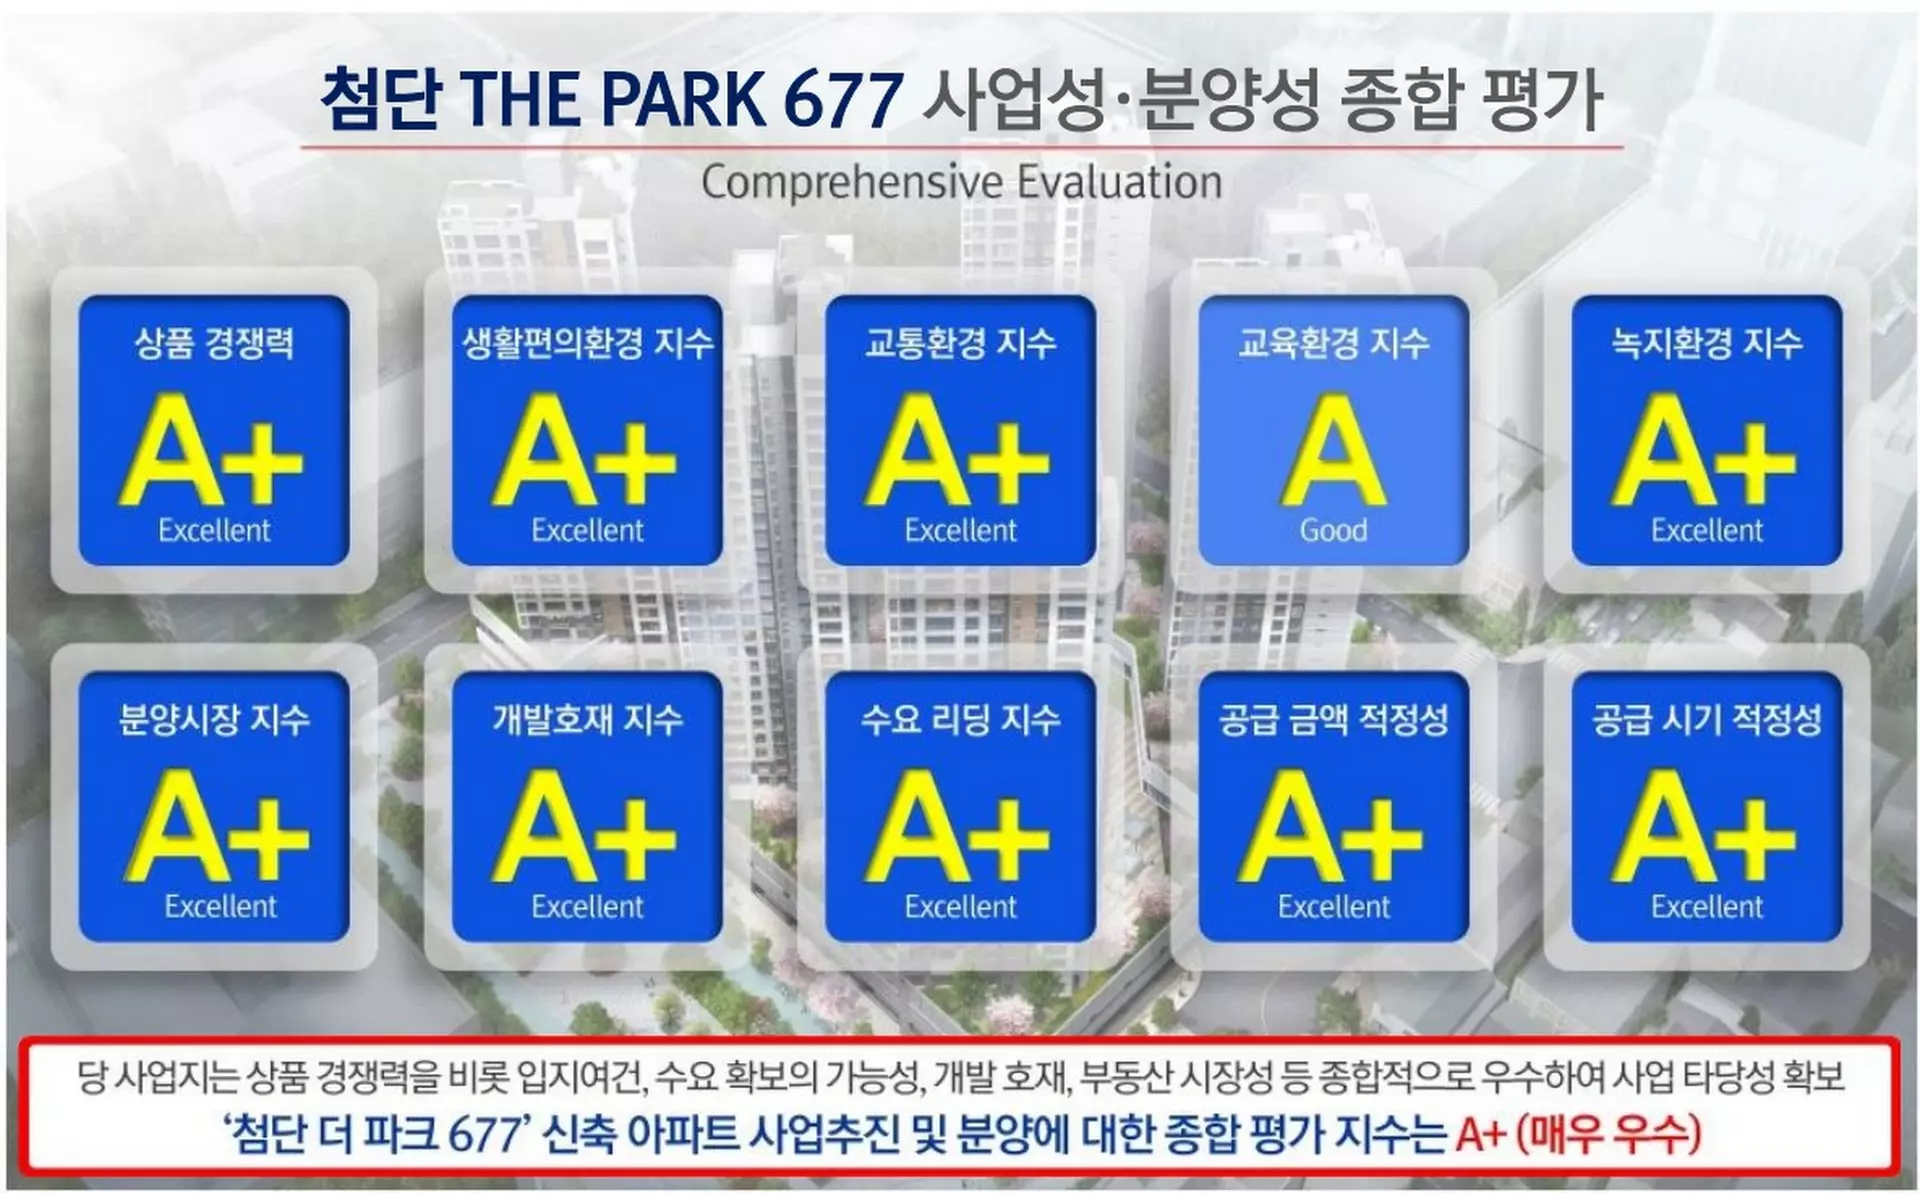 첨단 THE PARK 677 사업성·분양성 종합 평가
Comprehensive Evaluation
상품 경쟁력
A+
Excellent
생활편의환경 지수
A+
Excellent
교통환경 지수
A+
Excellent
교육환경 지수
A
Good
녹지환경 지수
A+
Excellent
분양시장 지수
A+
Excellent
개발호재 지수
A+
Excellent
수요 리딩 지수
A+
Excellent
공급 금액 적정성
A+
Excellent
공급 시기 적정성
A+
Excellent
당 사업지는 상품 경쟁력을 비롯 입지여건, 수요 확보의 가능성, 개발 호재, 부동산 시장성 등 종합적으로 우수하여 사업 타당성 확보
‘첨단 더 파크 677’ 신축 아파트 사업추진 및 분양에 대한 종합 평가 지수는 A+ (매우 우수)